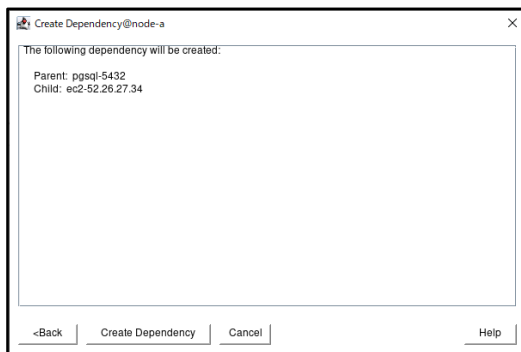 Create Dependency@node-a
The following dependency will be created:
Parent: pgsql-5432
Child: ec2-52.26.27.34
<Back
Create Dependency
Cancel
Help